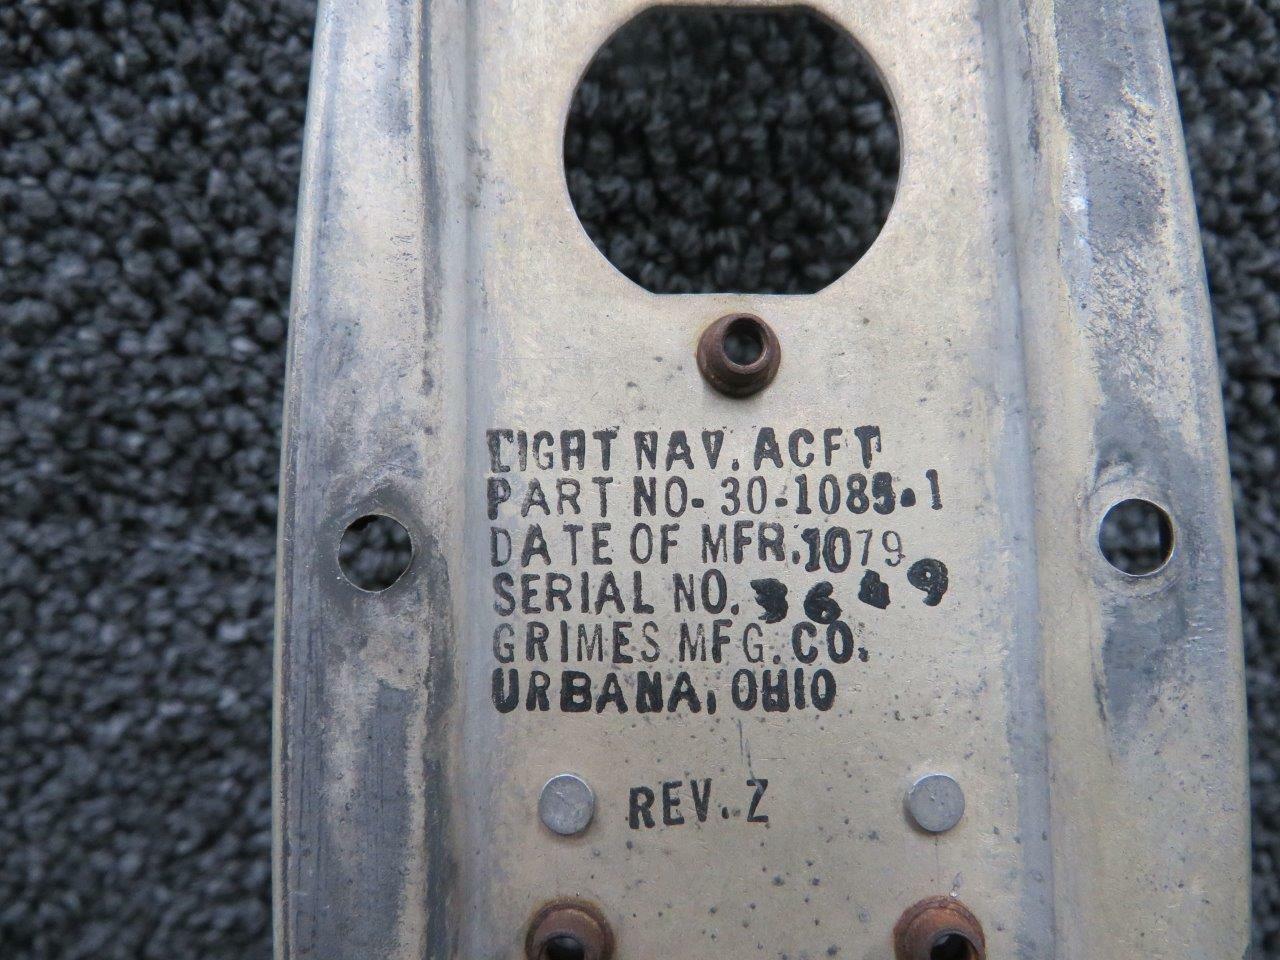 LIGHT NAV. ACFT
PART NO- 30-1085-1
DATE OF MFR. 1079
SERIAL NO. 3649
GRIMES MFG. CO.
URBANA, OHIO
REV. Z